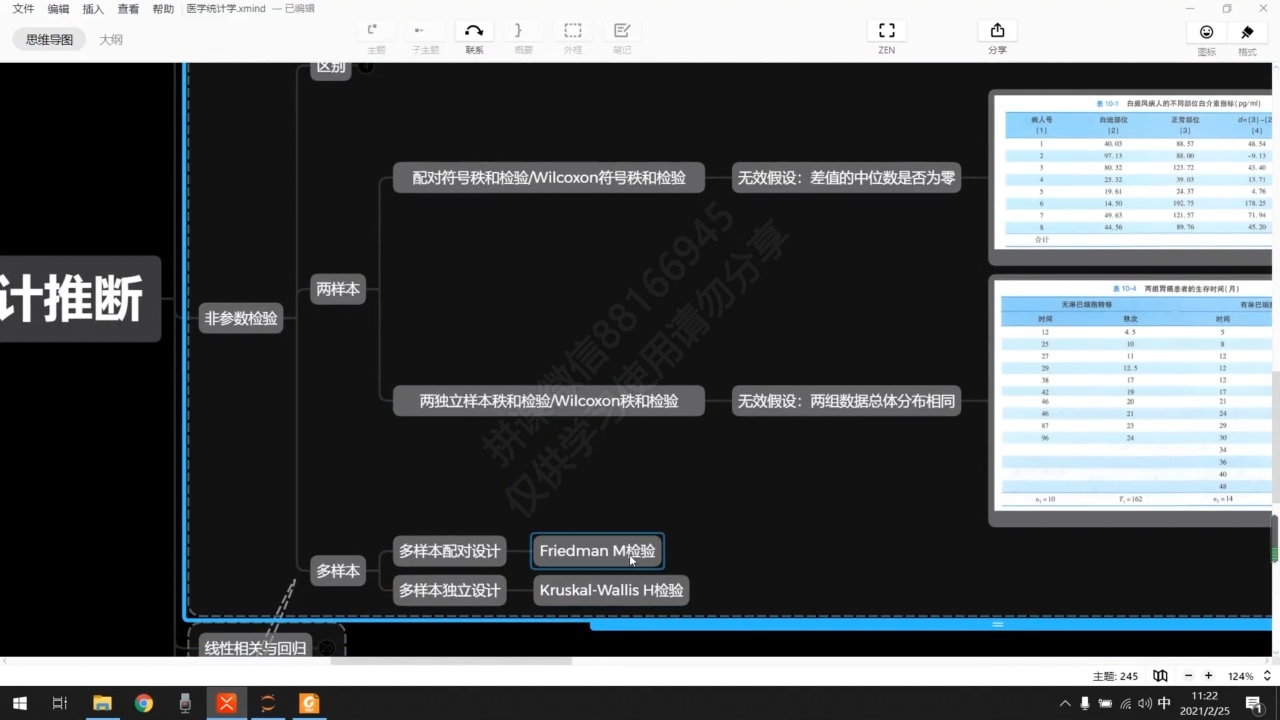 文件 编辑 插入 查看 帮助 医学统计学.xmind — 已编辑
思维导图 大纲
主题 子主题 联系 概要 外框 笔记 ZEN 分享 图标 格式
区别
计推断
非参数检验
两样本
配对符号秩和检验/Wilcoxon符号秩和检验
无效假设：差值的中位数是否为零
表 10-1 白癜风病人的不同部位白介素指标(pg/ml)
病人号 白斑部位 正常部位 d=(3)-(2
(1) (2) (3) (4)
1 40.03 88.57 48.54
2 97.13 88.00 -9.13
3 80.32 123.72 43.40
4 25.32 39.03 13.71
5 19.61 24.37 4.76
6 14.50 192.75 178.25
7 49.63 121.57 71.94
8 44.56 89.76 45.20
合计
两独立样本秩和检验/Wilcoxon秩和检验
无效假设：两组数据总体分布相同
表 10-4 两组胃癌患者的生存时间(月)
无淋巴细胞转移 有淋巴细胞
时间 秩次 时间
12 4.5 5
25 10 8
27 11 12
29 12.5 12
38 17 12
42 19 17
46 20 21
46 21 24
87 23 29
96 24 30
34
36
40
48
n₁=10 T₁=162 n₂=14
多样本
多样本配对设计
Friedman M检验
多样本独立设计
Kruskal-Wallis H检验
线性相关与回归
拼课微信98166945
仅供学习使用请勿分享
主题: 245 124%
中 11:22
2021/2/25